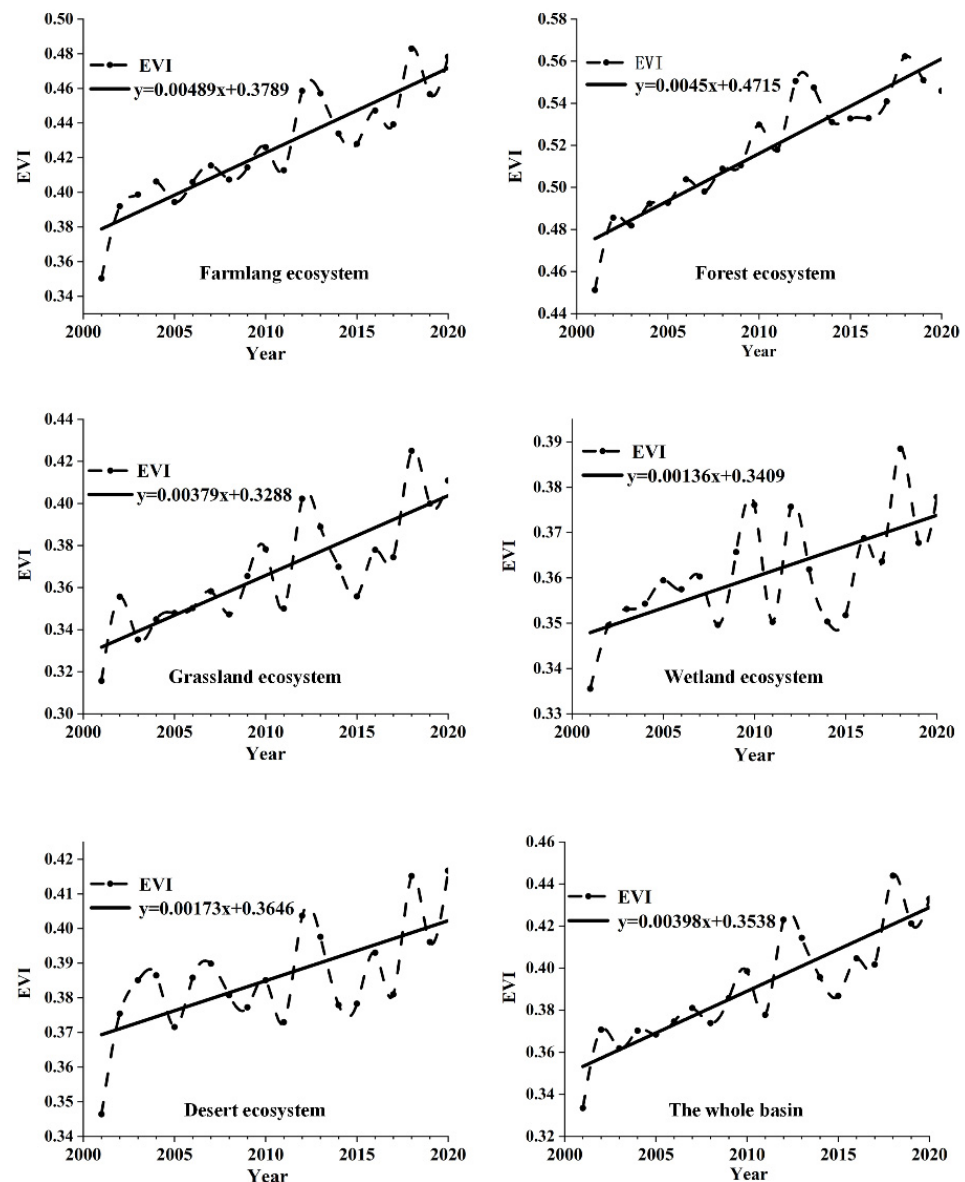 0.50
0.48
0.46
0.44
0.42
0.40
0.38
0.36
0.34
EVI
EVI
y=0.00489x+0.3789
Farmlang ecosystem
2000 2005 2010 2015 2020
Year
0.58
0.56
0.54
0.52
0.50
0.48
0.46
0.44
EVI
EVI
y=0.0045x+0.4715
Forest ecosystem
2000 2005 2010 2015 2020
Year
0.44
0.42
0.40
0.38
0.36
0.34
0.32
0.30
EVI
EVI
y=0.00379x+0.3288
Grassland ecosystem
2000 2005 2010 2015 2020
Year
0.39
0.38
0.37
0.36
0.35
0.34
0.33
EVI
EVI
y=0.00136x+0.3409
Wetland ecosystem
2000 2005 2010 2015 2020
Year
0.42
0.41
0.40
0.39
0.38
0.37
0.36
0.35
0.34
EVI
EVI
y=0.00173x+0.3646
Desert ecosystem
2000 2005 2010 2015 2020
Year
0.46
0.44
0.42
0.40
0.38
0.36
0.34
0.32
EVI
EVI
y=0.00398x+0.3538
The whole basin
2000 2005 2010 2015 2020
Year